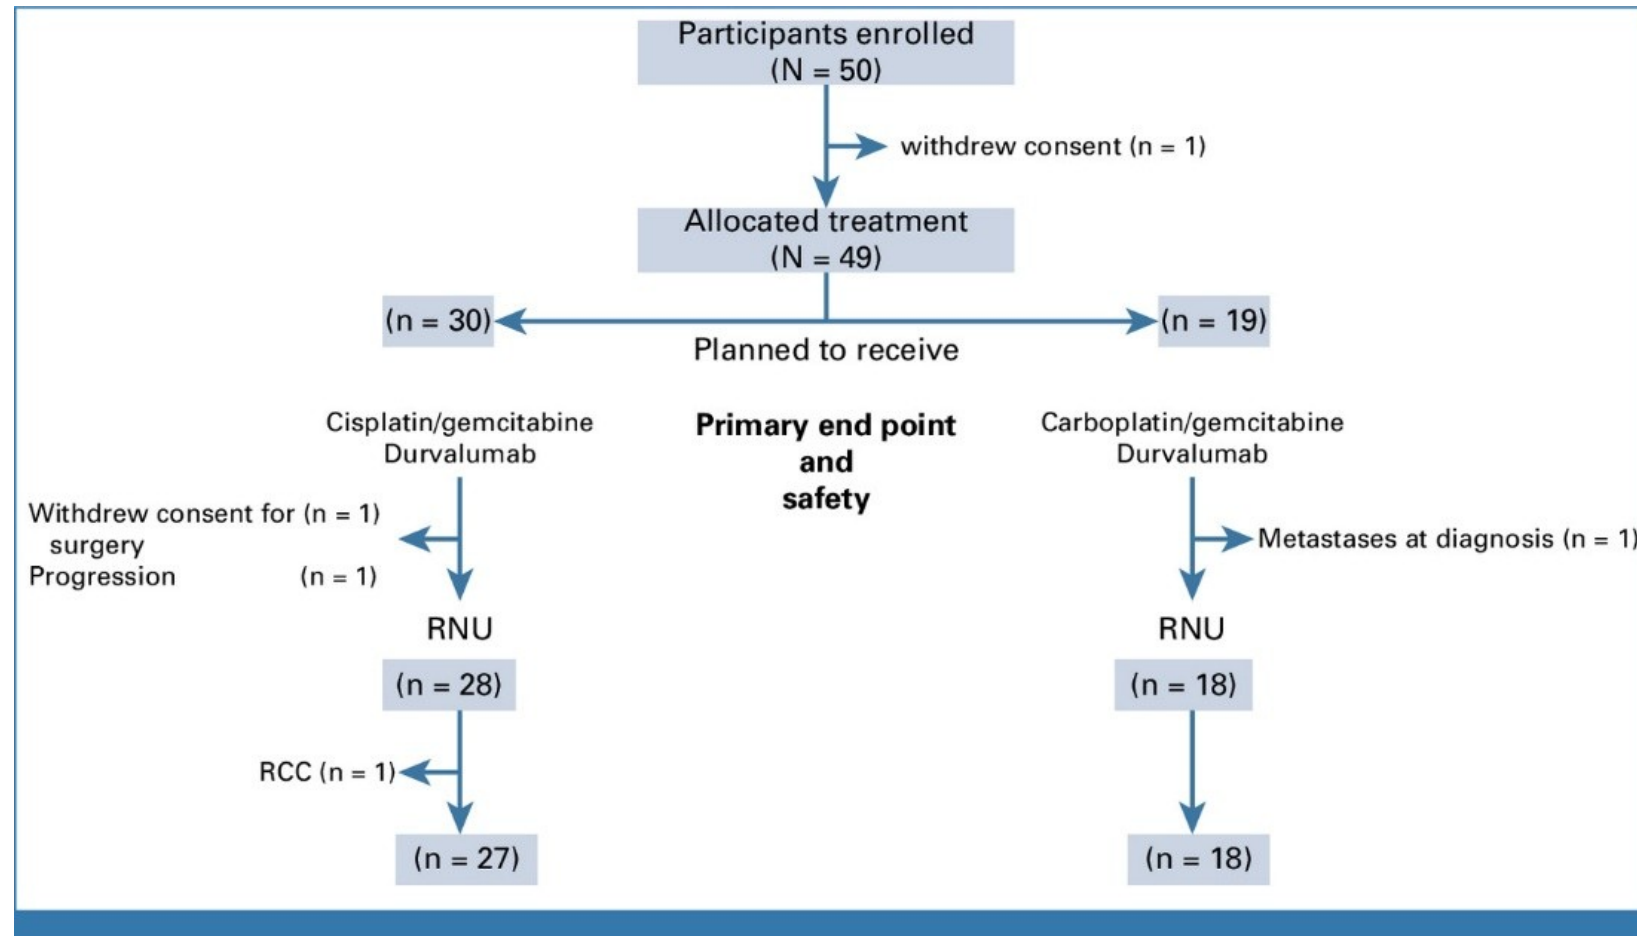 Participants enrolled
(N = 50)
withdrew consent (n = 1)
Allocated treatment
(N = 49)
(n = 30)
(n = 19)
Planned to receive
Cisplatin/gemcitabine
Durvalumab
Primary end point
and
safety
Carboplatin/gemcitabine
Durvalumab
Withdrew consent for (n = 1)
surgery
Progression (n = 1)
Metastases at diagnosis (n = 1)
RNU
RNU
(n = 28)
(n = 18)
RCC (n = 1)
(n = 27)
(n = 18)